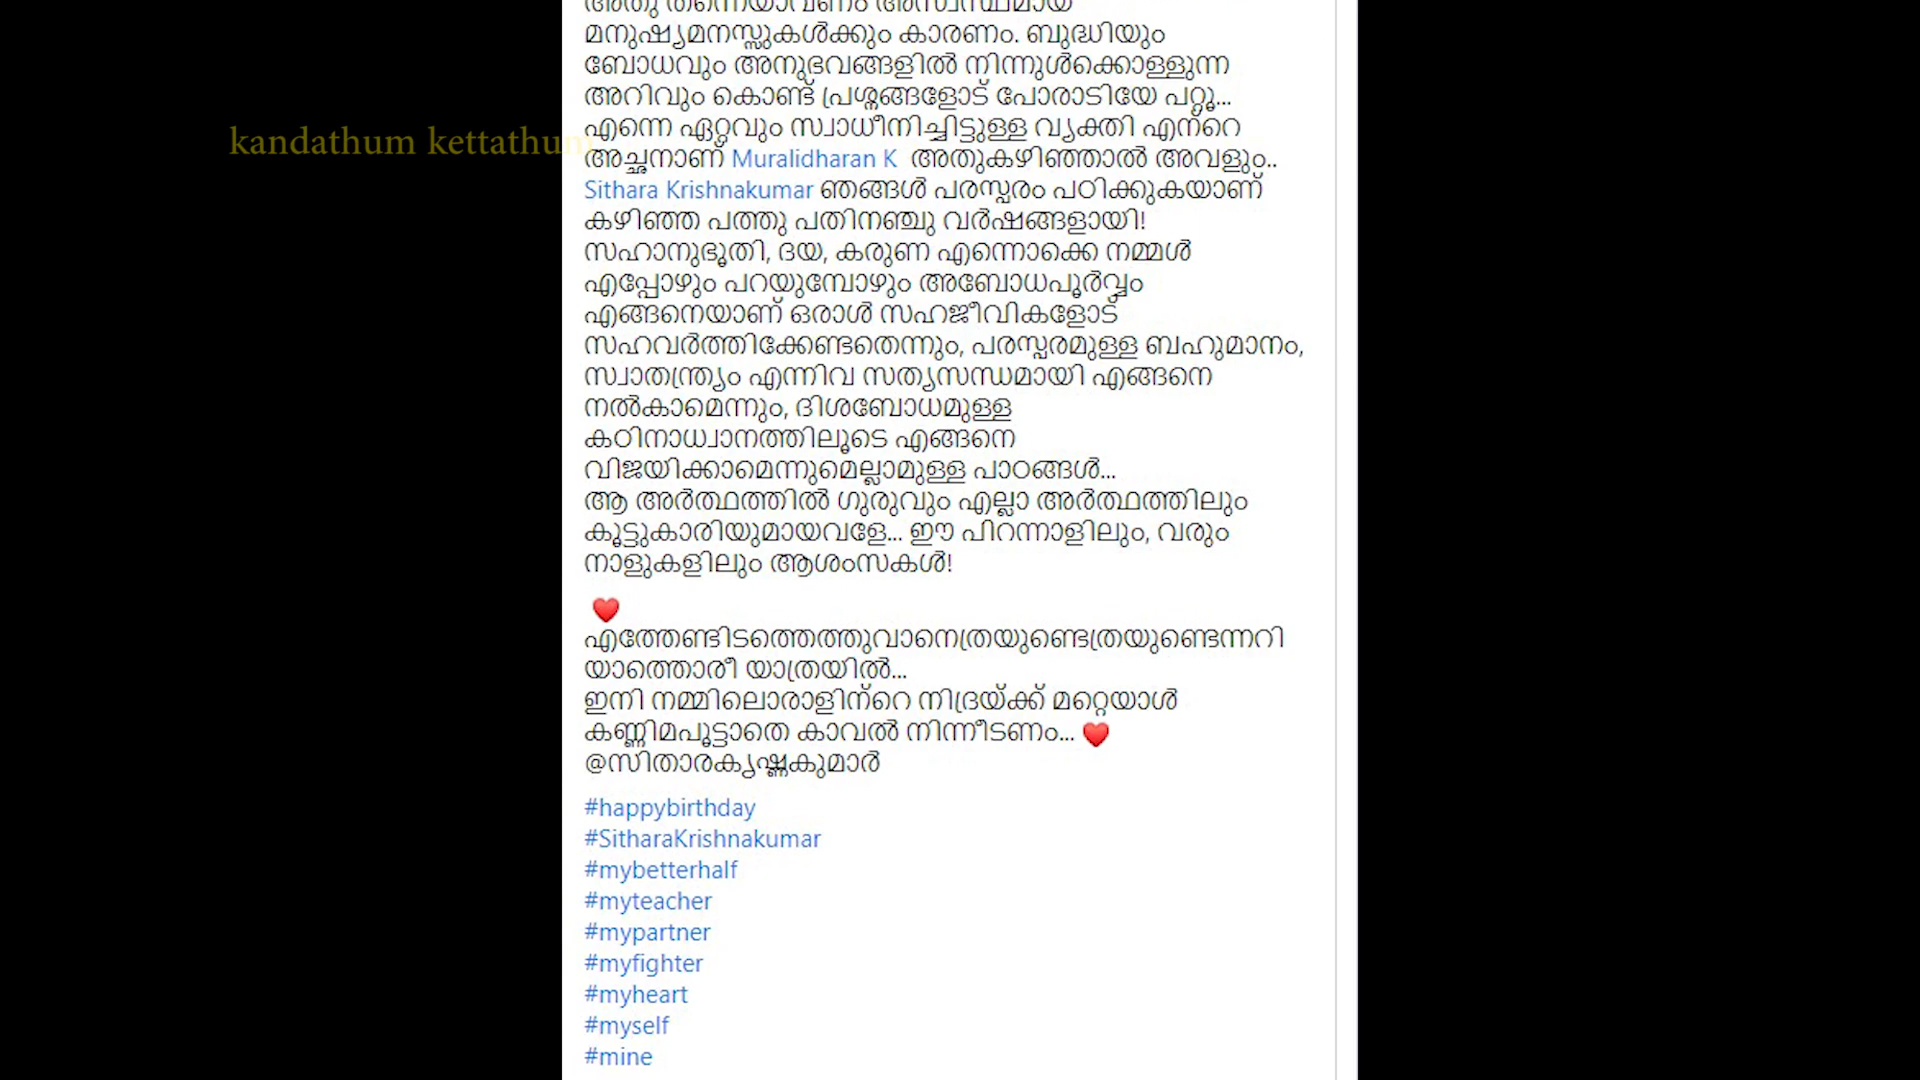 അതു തന്നെയാവണം അസ്വസ്ഥമായ
മനുഷ്യമനസ്സുകൾക്കും കാരണം. ബുദ്ധിയും
ബോധവും അനുഭവങ്ങളിൽ നിന്നുൾക്കൊള്ളുന്ന
അറിവും കൊണ്ട് പ്രശ്നങ്ങളോട് പോരാടിയേ പറ്റൂ...
kandathum kettathum
എന്നെ ഏറ്റവും സ്വാധീനിച്ചിട്ടുള്ള വ്യക്തി എന്റെ
അച്ഛനാണ് Muralidharan K അതുകഴിഞ്ഞാൽ അവളും..
Sithara Krishnakumar ഞങ്ങൾ പരസ്പരം പഠിക്കുകയാണ്
കഴിഞ്ഞ പത്തു പതിനഞ്ചു വർഷങ്ങളായി!
സഹാനുഭൂതി, ദയ, കരുണ എന്നൊക്കെ നമ്മൾ
എപ്പോഴും പറയുമ്പോഴും അബോധപൂർവ്വം
എങ്ങനെയാണ് ഒരാൾ സഹജീവികളോട്
സഹവർത്തിക്കേണ്ടതെന്നും, പരസ്പരമുള്ള ബഹുമാനം,
സ്വാതന്ത്ര്യം എന്നിവ സത്യസന്ധമായി എങ്ങനെ
നൽകാമെന്നും, ദിശബോധമുള്ള
കഠിനാധ്വാനത്തിലൂടെ എങ്ങനെ
വിജയിക്കാമെന്നുമെല്ലാമുള്ള പാഠങ്ങൾ...
ആ അർത്ഥത്തിൽ ഗുരുവും എല്ലാ അർത്ഥത്തിലും
കൂട്ടുകാരിയുമായവളേ... ഈ പിറന്നാളിലും, വരും
നാളുകളിലും ആശംസകൾ!
എത്തേണ്ടിടത്തെത്തുവാനെത്രയുണ്ടെത്രയുണ്ടെന്നറി
യാത്തൊരീ യാത്രയിൽ...
ഇനി നമ്മിലൊരാളിന്റെ നിദ്രയ്ക്ക് മറ്റെയാൾ
കണ്ണിമപൂട്ടാതെ കാവൽ നിന്നീടണം...
@സിതാരകൃഷ്ണകുമാർ
#happybirthday
#SitharaKrishnakumar
#mybetterhalf
#myteacher
#mypartner
#myfighter
#myheart
#myself
#mine